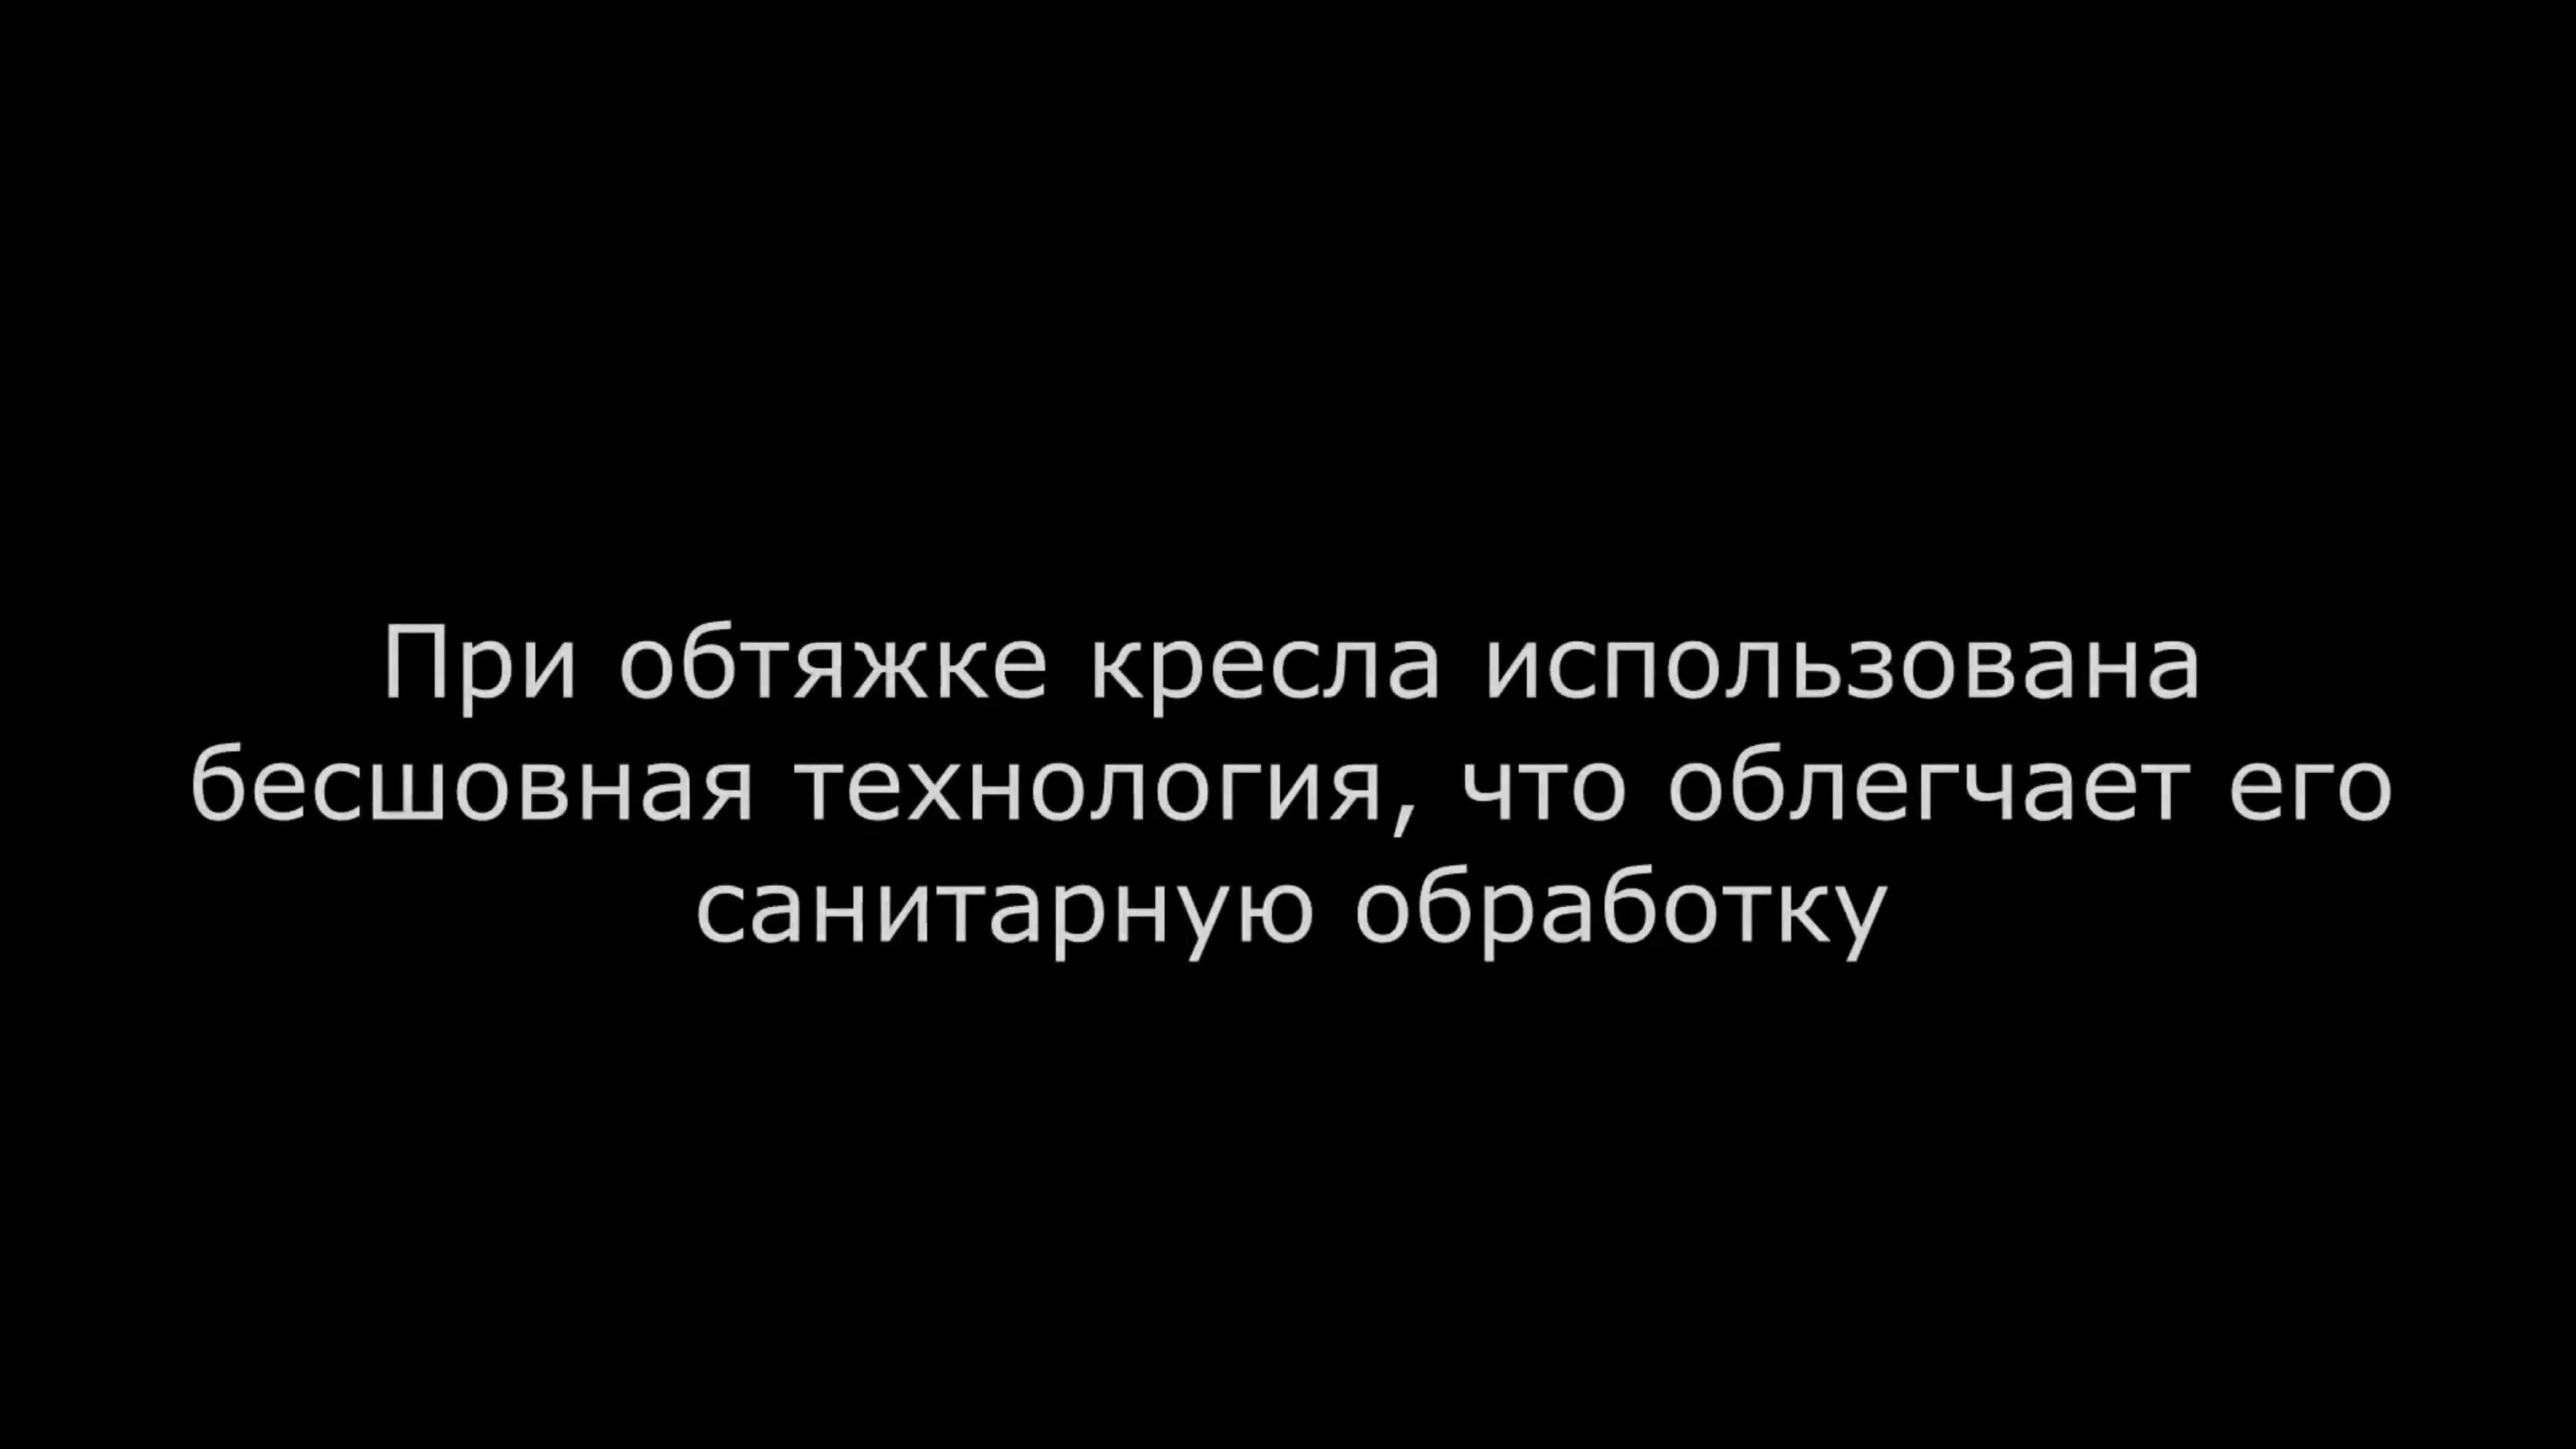 При обтяжке кресла использована
бесшовная технология, что облегчает его
санитарную обработку